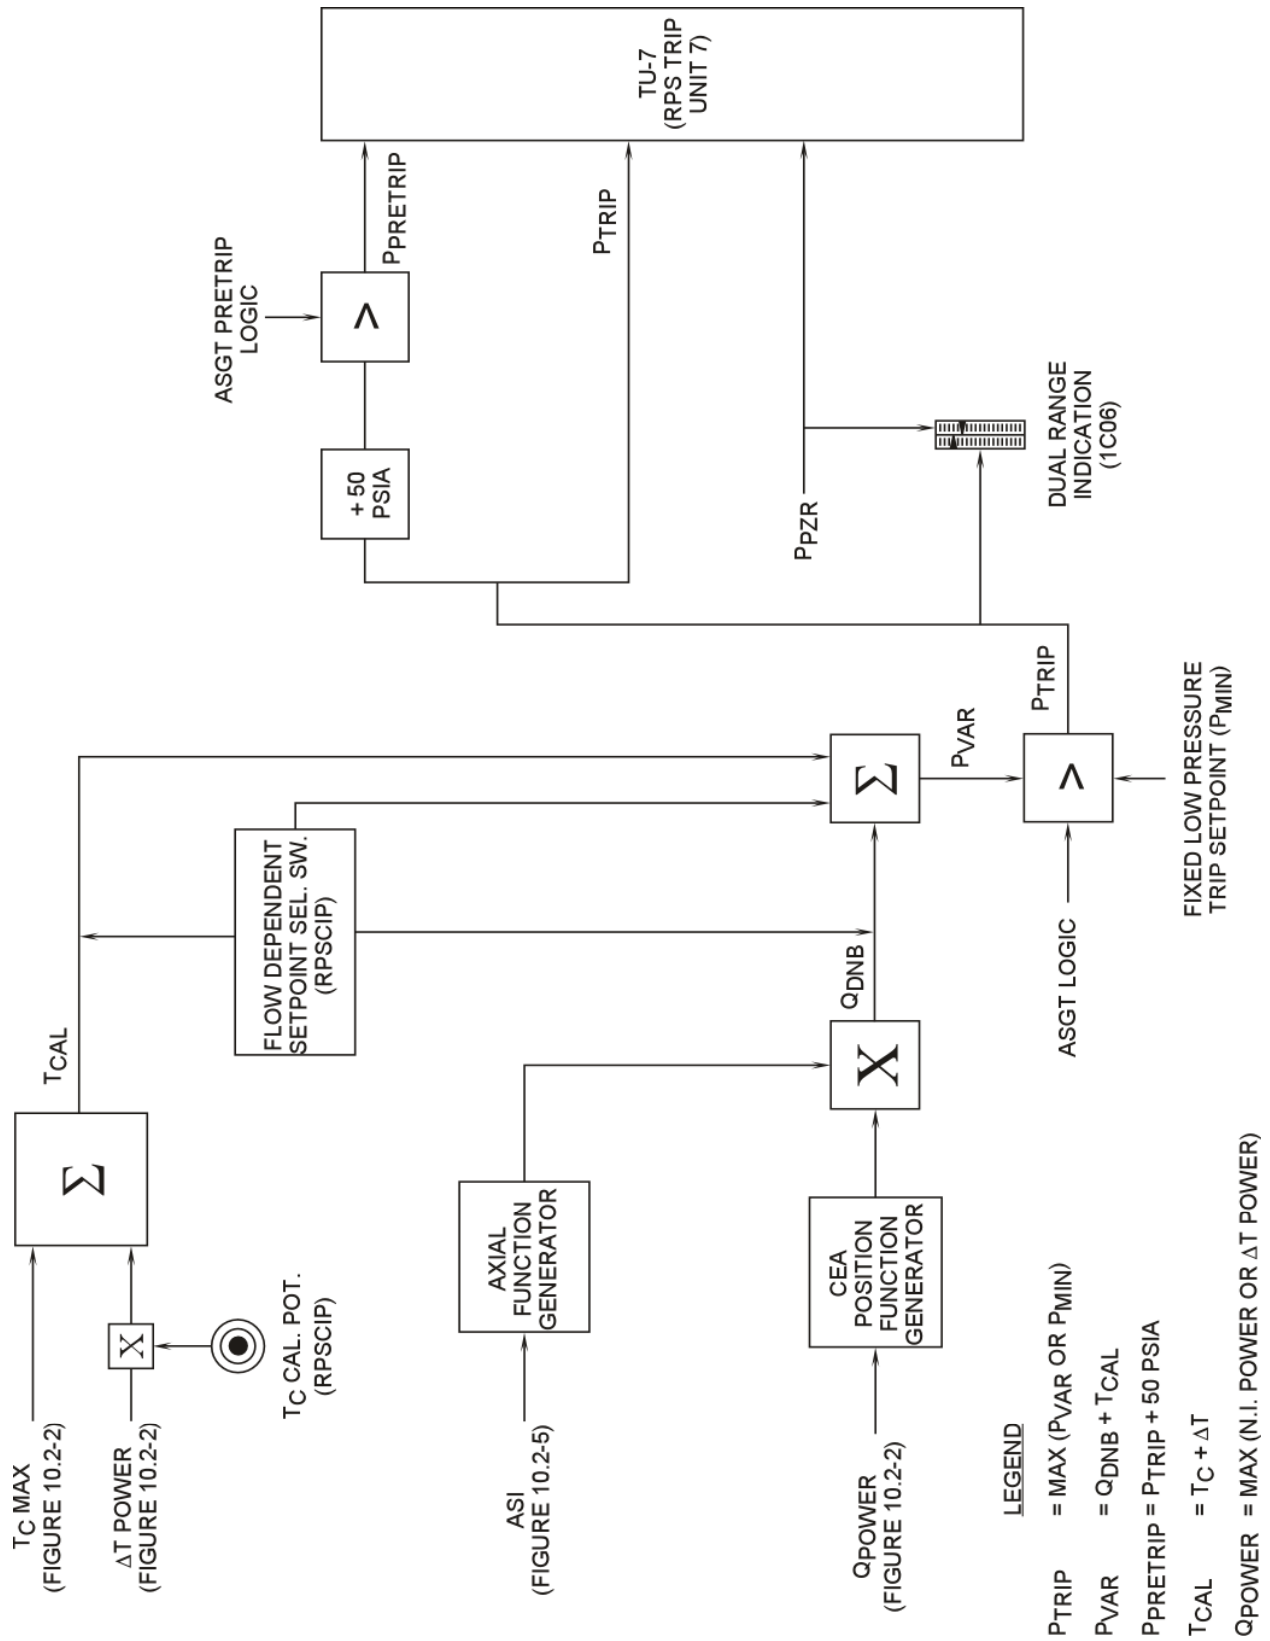 TC MAX
(FIGURE 10.2-2)
ΔT POWER
(FIGURE 10.2-2)
X
TC CAL. POT.
(RPSCIP)
Σ
TCAL
FLOW DEPENDENT
SETPOINT SEL. SW.
(RPSCIP)
ASI
(FIGURE 10.2-5)
AXIAL
FUNCTION
GENERATOR
QPOWER
(FIGURE 10.2-2)
CEA
POSITION
FUNCTION
GENERATOR
X
QDNB
Σ
PVAR
ASGT LOGIC
>
FIXED LOW PRESSURE
TRIP SETPOINT (PMIN)
PTRIP
+ 50
PSIA
ASGT PRETRIP
LOGIC
>
PPRETRIP
PTRIP
PPZR
DUAL RANGE
INDICATION
(1C06)
TU-7
(RPS TRIP
UNIT 7)
LEGEND
PTRIP = MAX (PVAR OR PMIN)
PVAR = QDNB + TCAL
PPRETRIP = PTRIP + 50 PSIA
TCAL = TC + ΔT
QPOWER = MAX (N.I. POWER OR ΔT POWER)